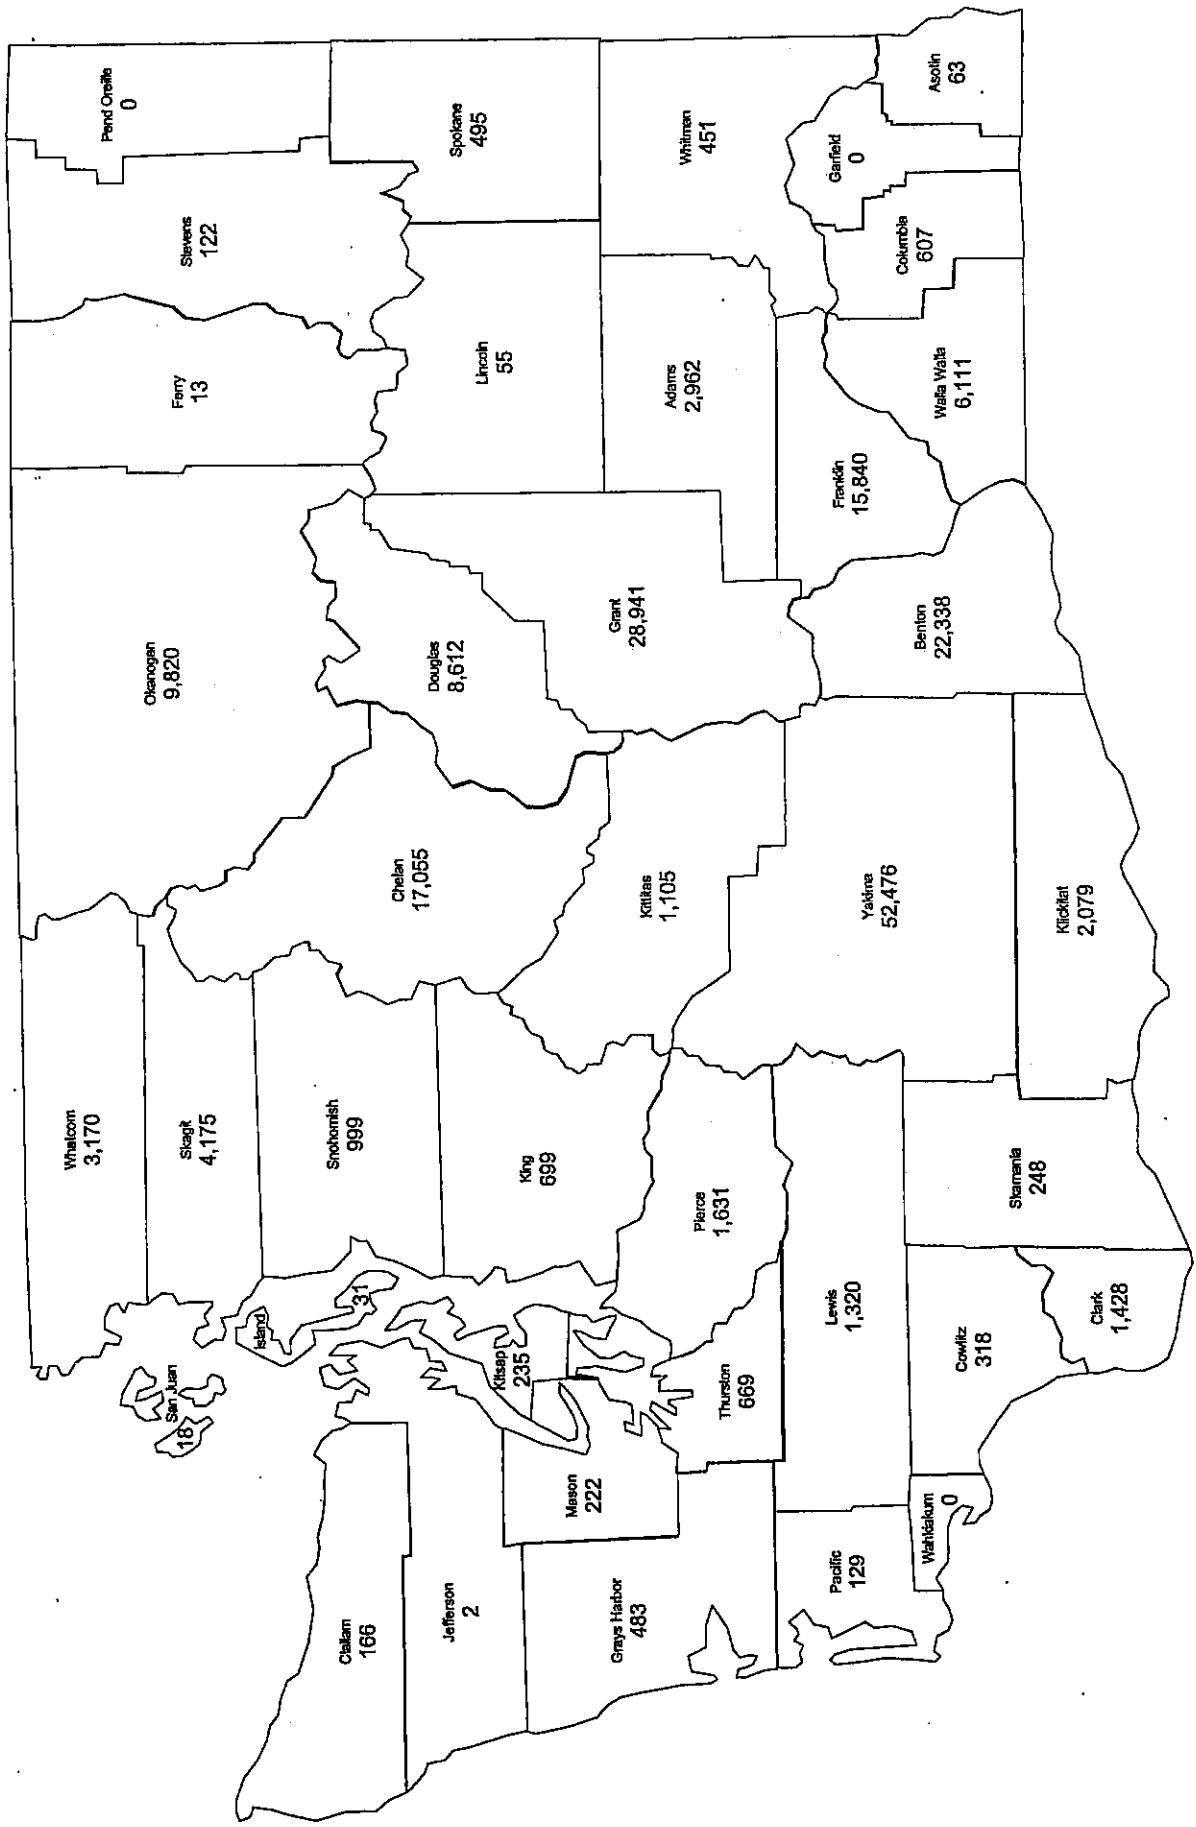 Whatcom
3,170
Okanogan
9,820
Ferry
13
Stevens
122
Pend Oreille
0
San Juan
18
Skagit
4,175
Island
31
Snohomish
999
Chelan
17,055
Douglas
8,612
Lincoln
55
Spokane
495
Clallam
166
Jefferson
2
Kitsap
235
King
699
Mason
222
Grays Harbor
483
Thurston
669
Pierce
1,631
Kittitas
1,105
Grant
28,941
Adams
2,962
Whitman
451
Pacific
129
Lewis
1,320
Yakima
52,476
Benton
22,338
Franklin
15,840
Walla Walla
6,111
Columbia
607
Garfield
0
Asotin
63
Wahkiakum
0
Cowlitz
318
Clark
1,428
Skamania
248
Klickitat
2,079